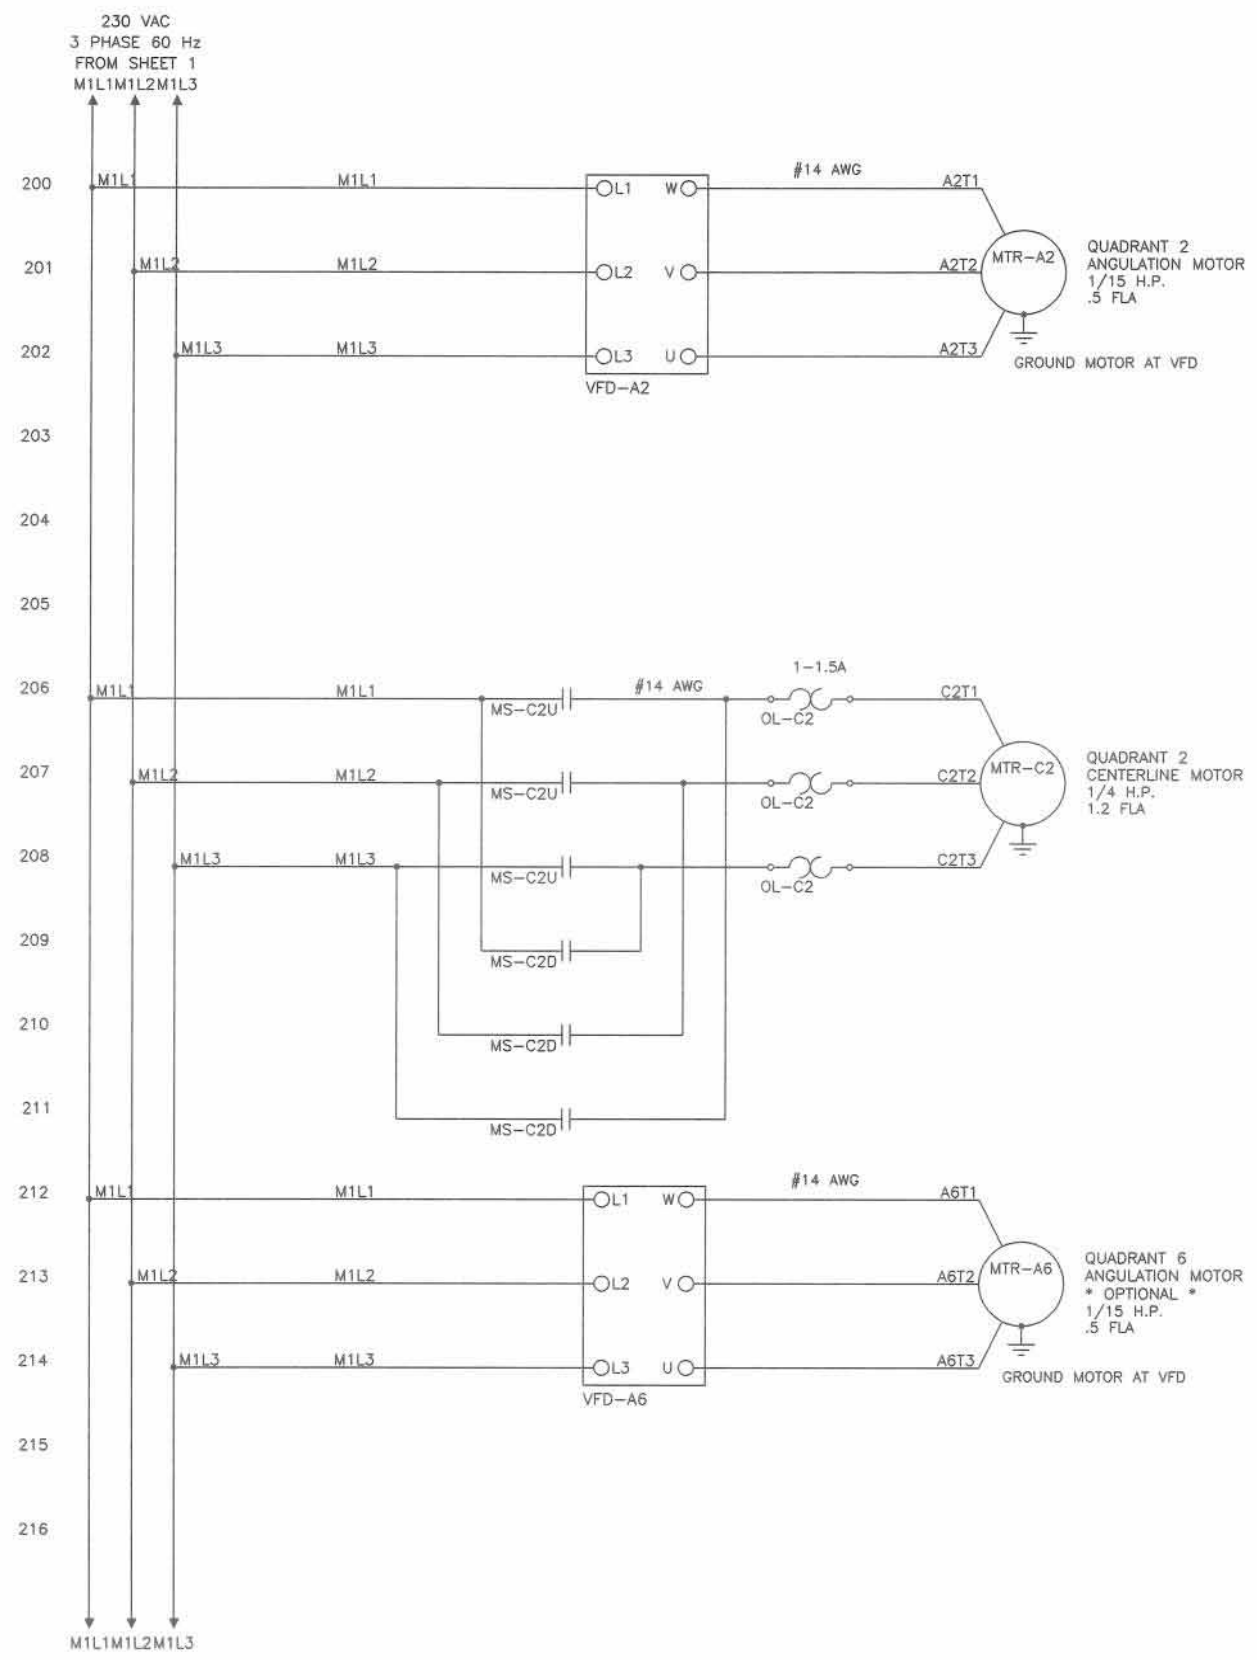 230 VAC
3 PHASE 60 Hz
FROM SHEET 1
M1L1 M1L2 M1L3
200 M1L1 M1L1 L1 W #14 AWG A2T1
201 M1L2 M1L2 L2 V A2T2 MTR-A2
QUADRANT 2
ANGULATION MOTOR
1/15 H.P.
.5 FLA
202 M1L3 M1L3 L3 U A2T3
GROUND MOTOR AT VFD
VFD-A2
203
204
205
1-1.5A
206 M1L1 M1L1 MS-C2U #14 AWG OL-C2 C2T1
207 M1L2 M1L2 MS-C2U OL-C2 C2T2 MTR-C2
QUADRANT 2
CENTERLINE MOTOR
1/4 H.P.
1.2 FLA
208 M1L3 M1L3 MS-C2U OL-C2 C2T3
209 MS-C2D
210 MS-C2D
211 MS-C2D
212 M1L1 M1L1 L1 W #14 AWG A6T1
213 M1L2 M1L2 L2 V A6T2 MTR-A6
QUADRANT 6
ANGULATION MOTOR
* OPTIONAL *
1/15 H.P.
.5 FLA
214 M1L3 M1L3 L3 U A6T3
GROUND MOTOR AT VFD
VFD-A6
215
216
M1L1 M1L2 M1L3